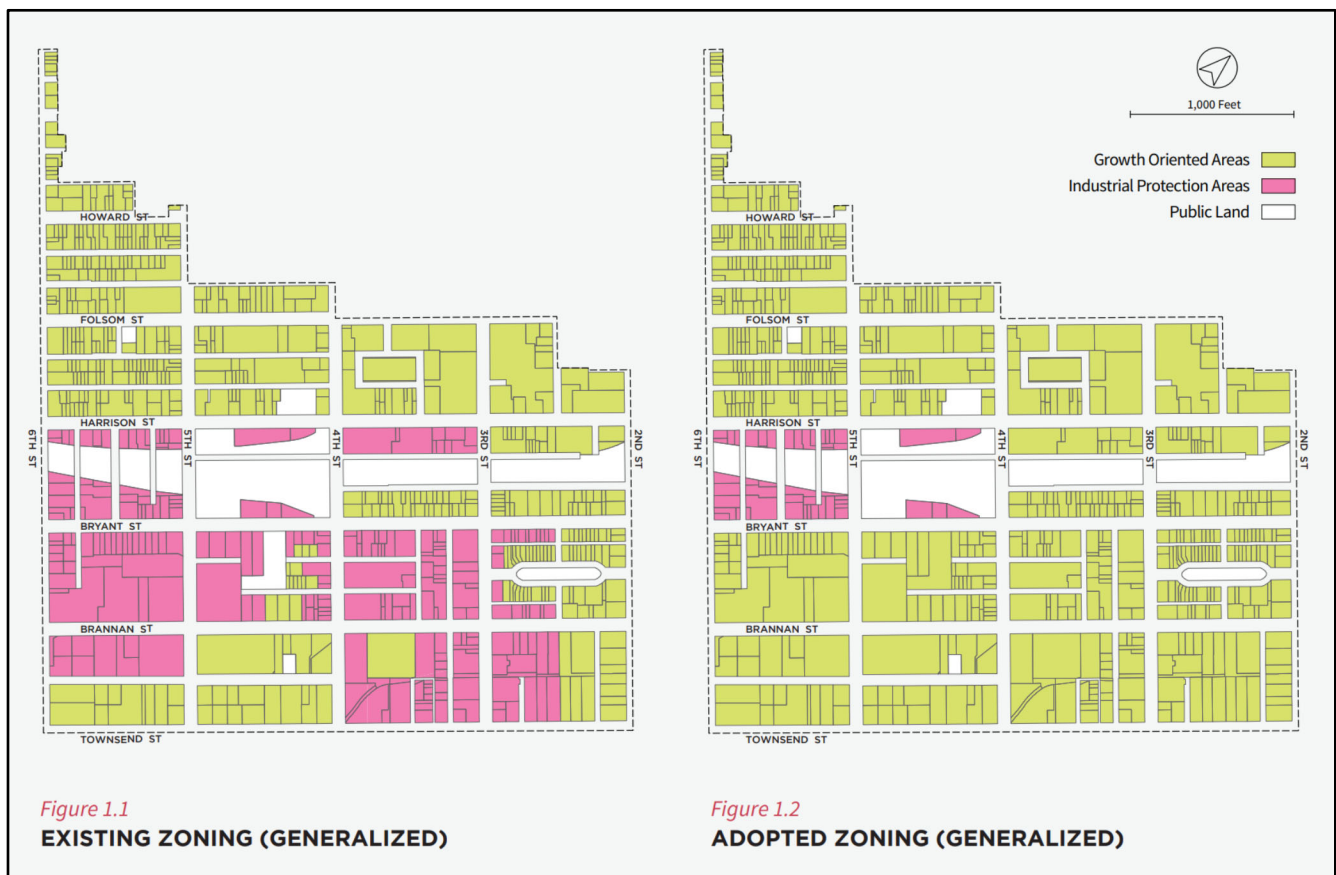 1,000 Feet
Growth Oriented Areas
Industrial Protection Areas
Public Land
HOWARD ST
FOLSOM ST
HARRISON ST
6TH ST
5TH ST
4TH ST
3RD ST
2ND ST
BRYANT ST
BRANNAN ST
TOWNSEND ST
Figure 1.1
EXISTING ZONING (GENERALIZED)
HOWARD ST
FOLSOM ST
HARRISON ST
6TH ST
5TH ST
4TH ST
3RD ST
2ND ST
BRYANT ST
BRANNAN ST
TOWNSEND ST
Figure 1.2
ADOPTED ZONING (GENERALIZED)